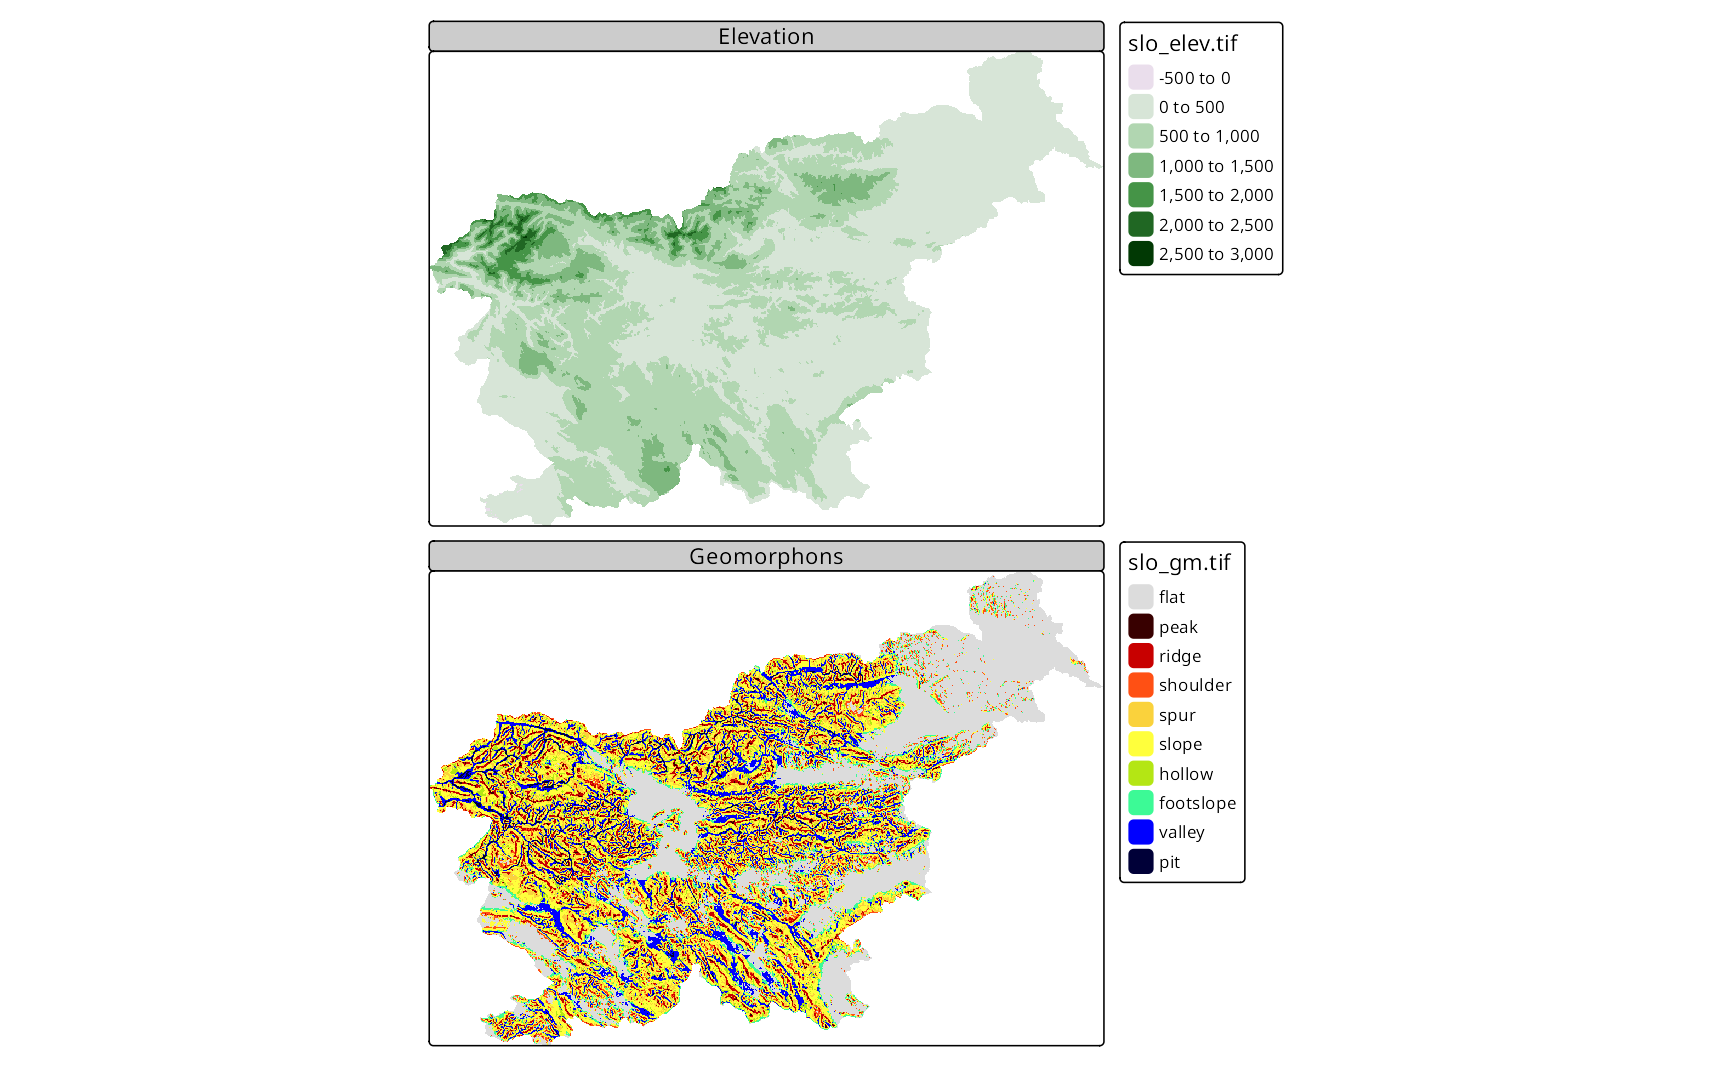 Elevation
slo_elev.tif
-500 to 0
0 to 500
500 to 1,000
1,000 to 1,500
1,500 to 2,000
2,000 to 2,500
2,500 to 3,000
Geomorphons
slo_gm.tif
flat
peak
ridge
shoulder
spur
slope
hollow
footslope
valley
pit